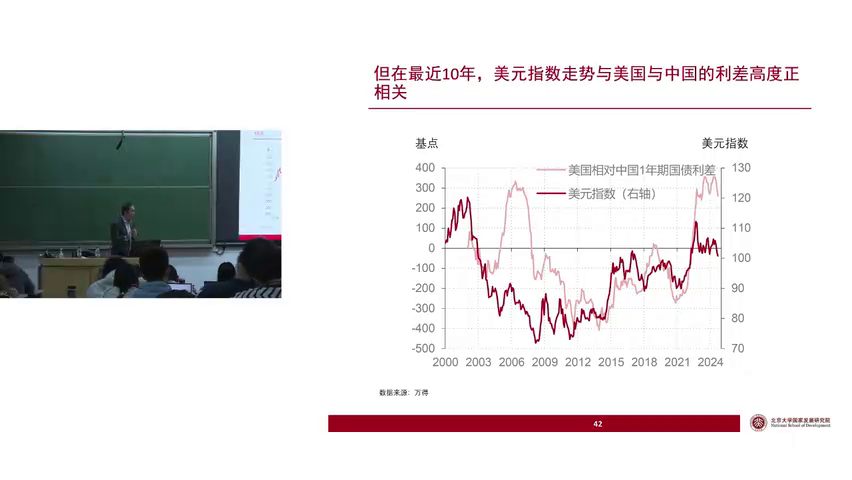 但在最近10年，美元指数走势与美国与中国的利差高度正
相关
基点
美元指数
美国相对中国1年期国债利差
美元指数（右轴）
400
300
200
100
0
-100
-200
-300
-400
-500
130
120
110
100
90
80
70
2000 2003 2006 2009 2012 2015 2018 2021 2024
数据来源：万得
42
北京大学国家发展研究院
National School of Development